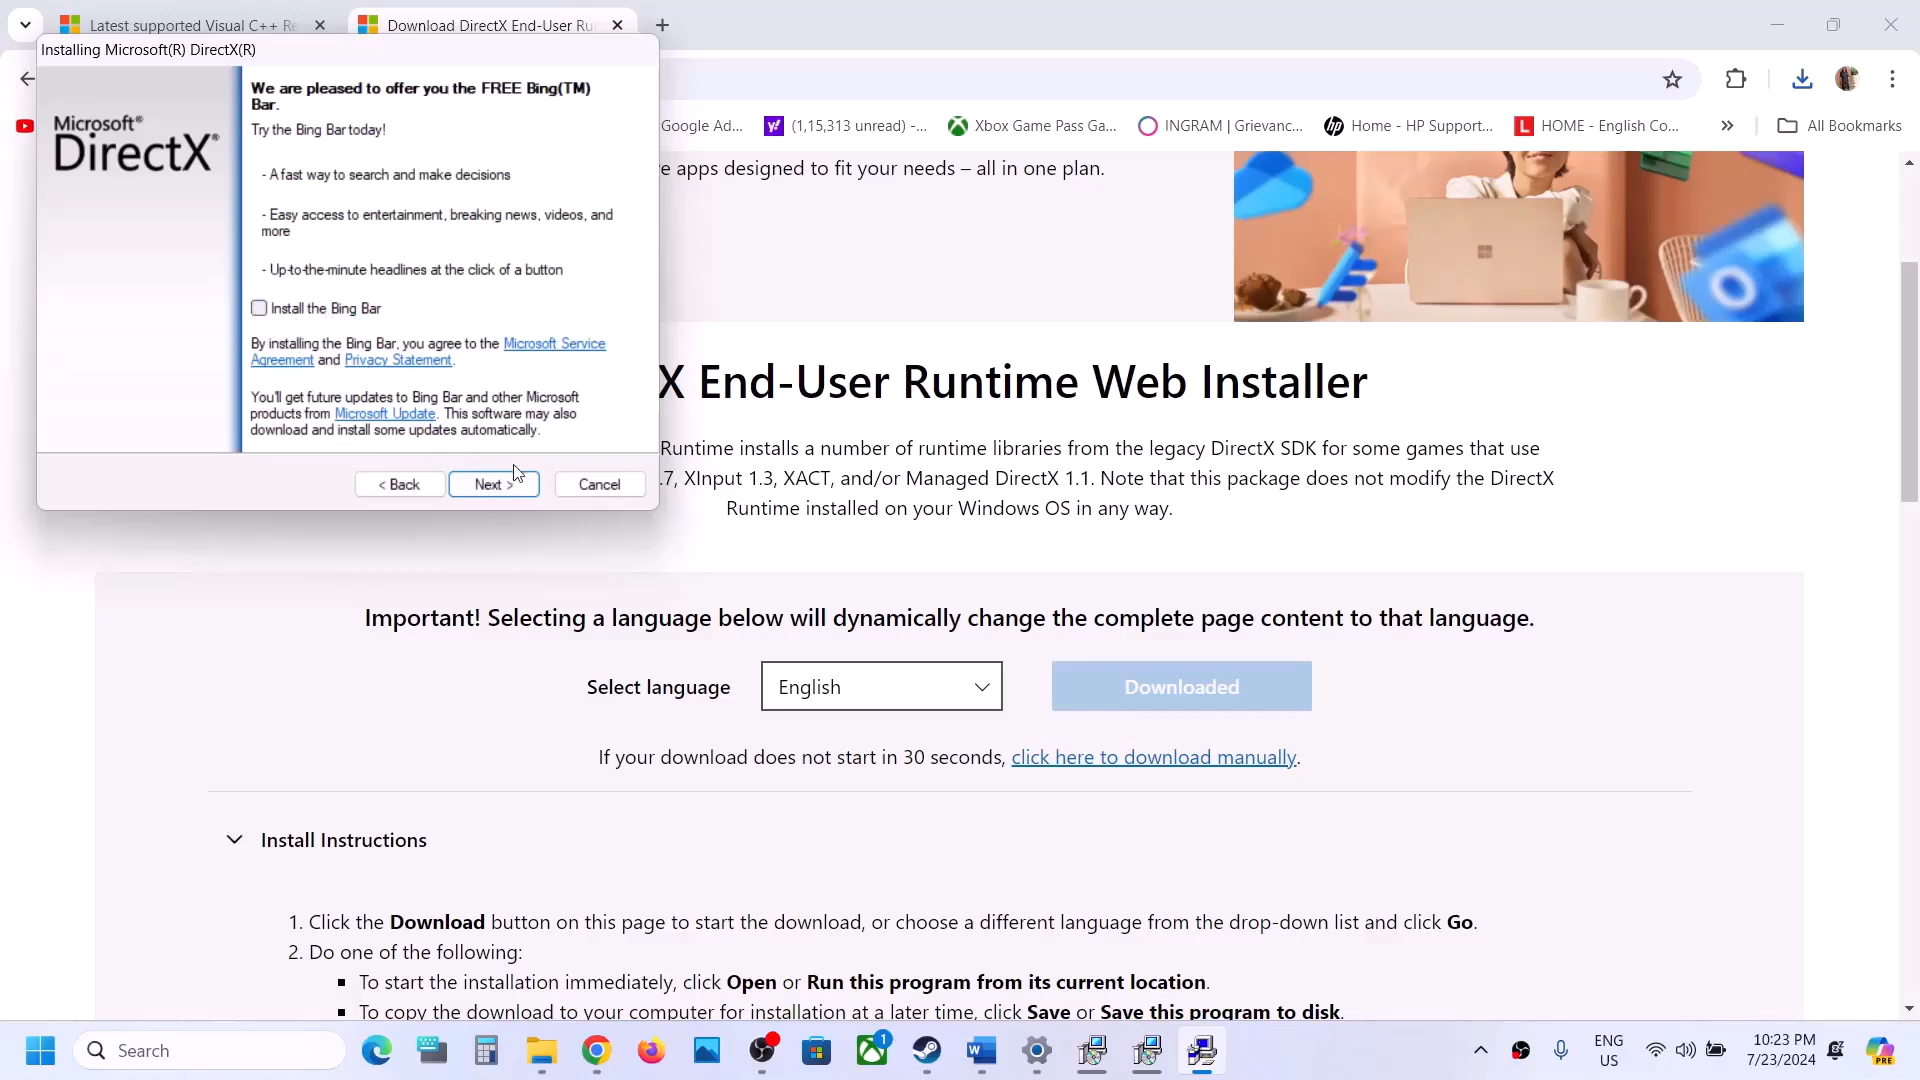 Latest supported Visual C++ Re
Download DirectX End-User Ru
Installing Microsoft(R) DirectX(R)
Microsoft®
DirectX®
We are pleased to offer you the FREE Bing(TM)
Bar.
Try the Bing Bar today!
- A fast way to search and make decisions
- Easy access to entertainment, breaking news, videos, and
more
- Up-to-the-minute headlines at the click of a button
Install the Bing Bar
By installing the Bing Bar, you agree to the Microsoft Service
Agreement and Privacy Statement.
You'll get future updates to Bing Bar and other Microsoft
products from Microsoft Update. This software may also
download and install some updates automatically.
< Back
Next >
Cancel
Google Ad...
(1,15,313 unread) -...
Xbox Game Pass Ga...
INGRAM | Grievanc...
Home - HP Support...
HOME - English Co...
All Bookmarks
e apps designed to fit your needs – all in one plan.
X End-User Runtime Web Installer
Runtime installs a number of runtime libraries from the legacy DirectX SDK for some games that use
.7, XInput 1.3, XACT, and/or Managed DirectX 1.1. Note that this package does not modify the DirectX
Runtime installed on your Windows OS in any way.
Important! Selecting a language below will dynamically change the complete page content to that language.
Select language
English
Downloaded
If your download does not start in 30 seconds, click here to download manually.
Install Instructions
1. Click the Download button on this page to start the download, or choose a different language from the drop-down list and click Go.
2. Do one of the following:
To start the installation immediately, click Open or Run this program from its current location.
To copy the download to your computer for installation at a later time, click Save or Save this program to disk.
Search
1
ENG
US
10:23 PM
7/23/2024
PRE